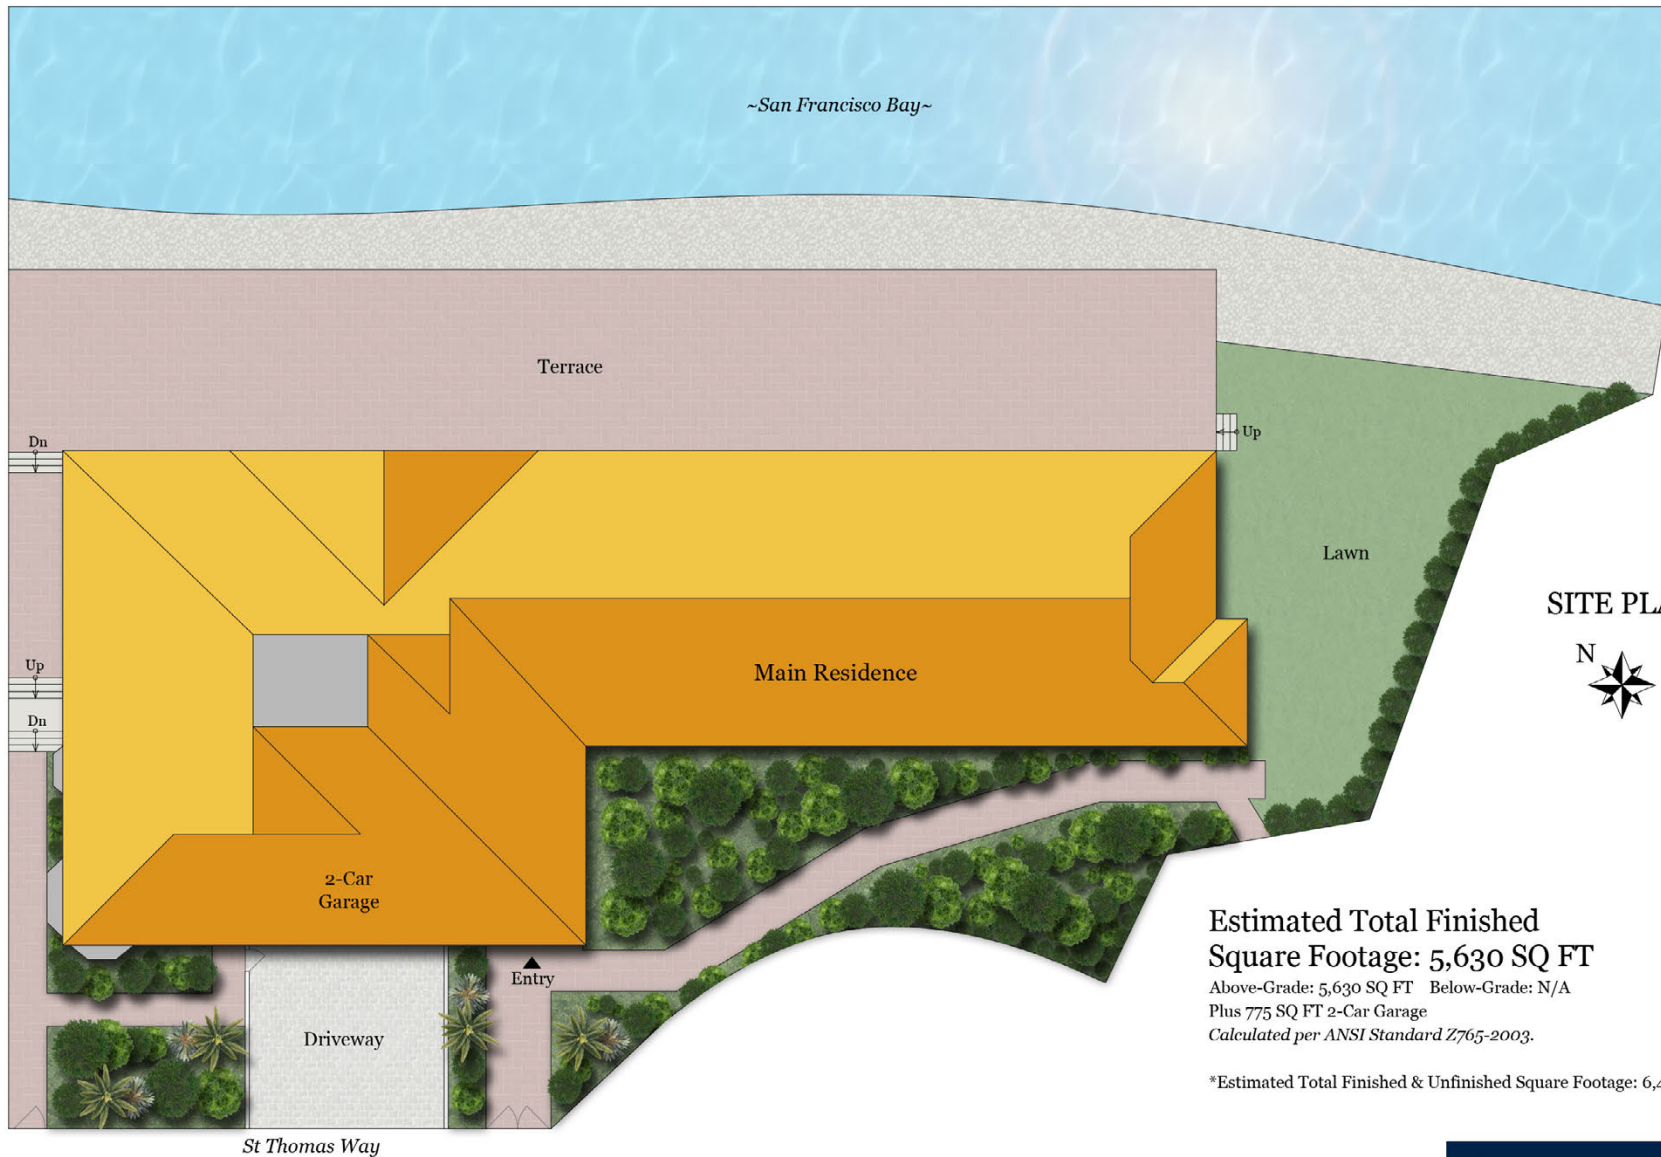 ~San Francisco Bay~
Terrace
Dn
Up
Lawn
SITE PLA
N
Up
Main Residence
Dn
2-Car
Garage
Entry
Driveway
St Thomas Way
Estimated Total Finished
Square Footage: 5,630 SQ FT
Above-Grade: 5,630 SQ FT Below-Grade: N/A
Plus 775 SQ FT 2-Car Garage
Calculated per ANSI Standard Z765-2003.
*Estimated Total Finished & Unfinished Square Footage: 6,4